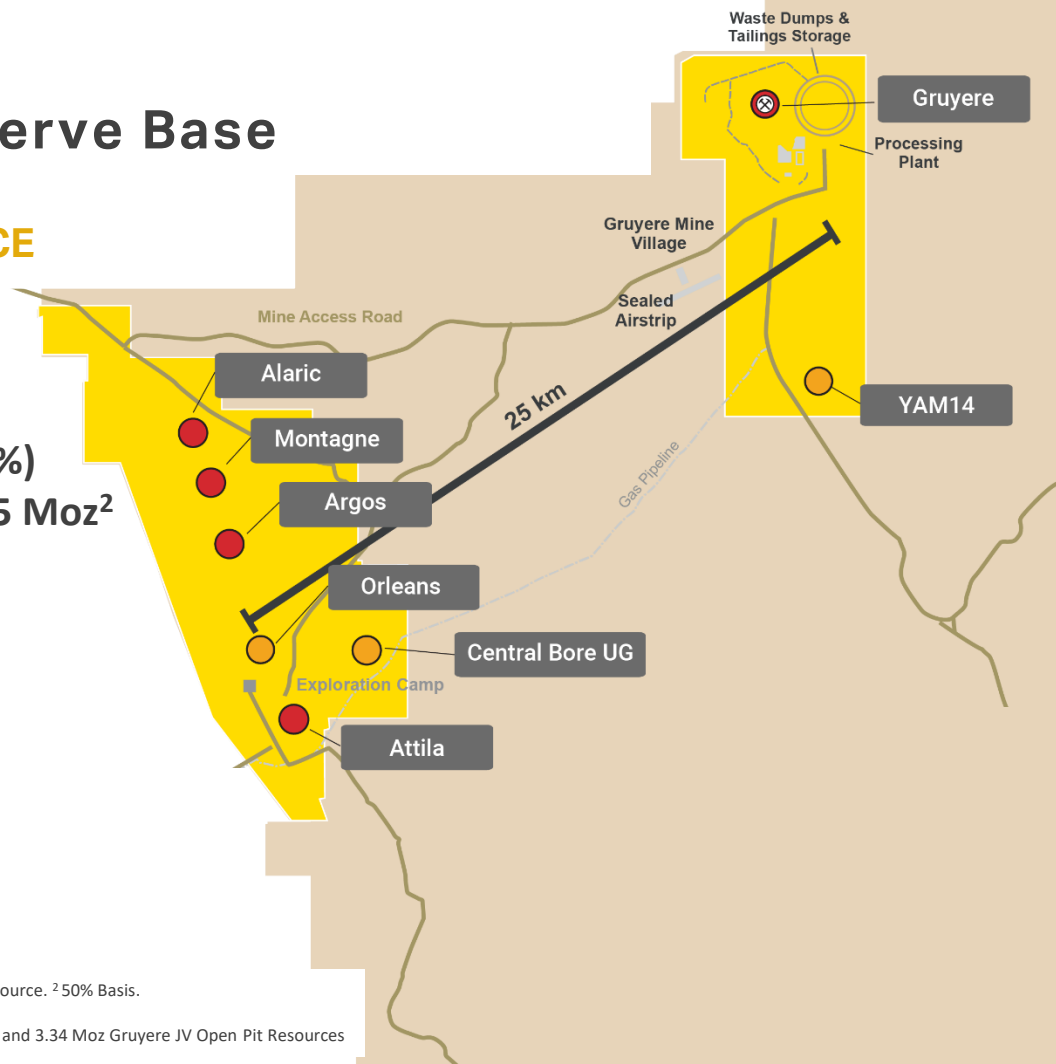 Waste Dumps &
Tailings Storage
Gruyere
erve Base
Processing
Plant
Gruyere Mine
Village
CE
Sealed
Airstrip
Mine Access Road
Alaric
25 km
YAM14
Montagne
%)
Gas Pipeline
Argos
5 Moz²
Orleans
Central Bore UG
Exploration Camp
Attila
ource. ² 50% Basis.
and 3.34 Moz Gruyere JV Open Pit Resources